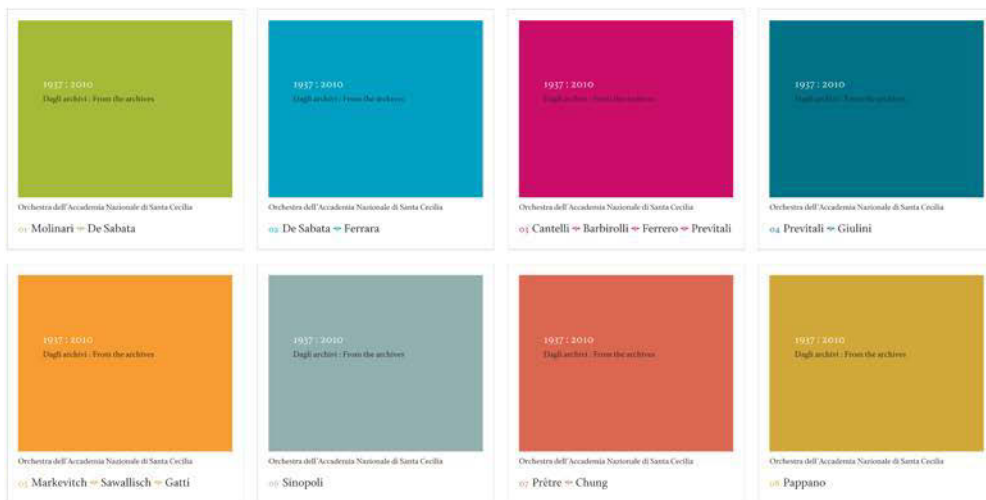 1937 : 2010
Dagli archivi : From the archives
Orchestra dell'Accademia Nazionale di Santa Cecilia
01 Molinari De Sabata
1937 : 2010
Dagli archivi : From the archives
Orchestra dell'Accademia Nazionale di Santa Cecilia
02 De Sabata Ferrara
1937 : 2010
Dagli archivi : From the archives
Orchestra dell'Accademia Nazionale di Santa Cecilia
03 Cantelli Barbirolli Ferrero Previtali
1937 : 2010
Dagli archivi : From the archives
Orchestra dell'Accademia Nazionale di Santa Cecilia
04 Previtali Giulini
1937 : 2010
Dagli archivi : From the archives
Orchestra dell'Accademia Nazionale di Santa Cecilia
05 Markevitch Sawallisch Gatti
1937 : 2010
Dagli archivi : From the archives
Orchestra dell'Accademia Nazionale di Santa Cecilia
06 Sinopoli
1937 : 2010
Dagli archivi : From the archives
Orchestra dell'Accademia Nazionale di Santa Cecilia
07 Prêtre Chung
1937 : 2010
Dagli archivi : From the archives
Orchestra dell'Accademia Nazionale di Santa Cecilia
08 Pappano